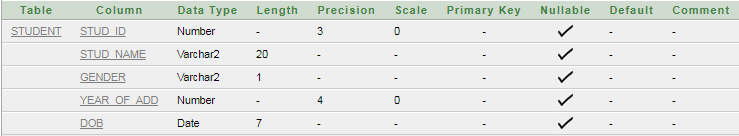 Table Column Data Type Length Precision Scale Primary Key Nullable Default Comment
STUDENT STUD_ID Number - 3 0 - ✓ - -
STUD_NAME Varchar2 20 - - - ✓ - -
GENDER Varchar2 1 - - - ✓ - -
YEAR_OF_ADD Number - 4 0 - ✓ - -
DOB Date 7 - - - ✓ - -